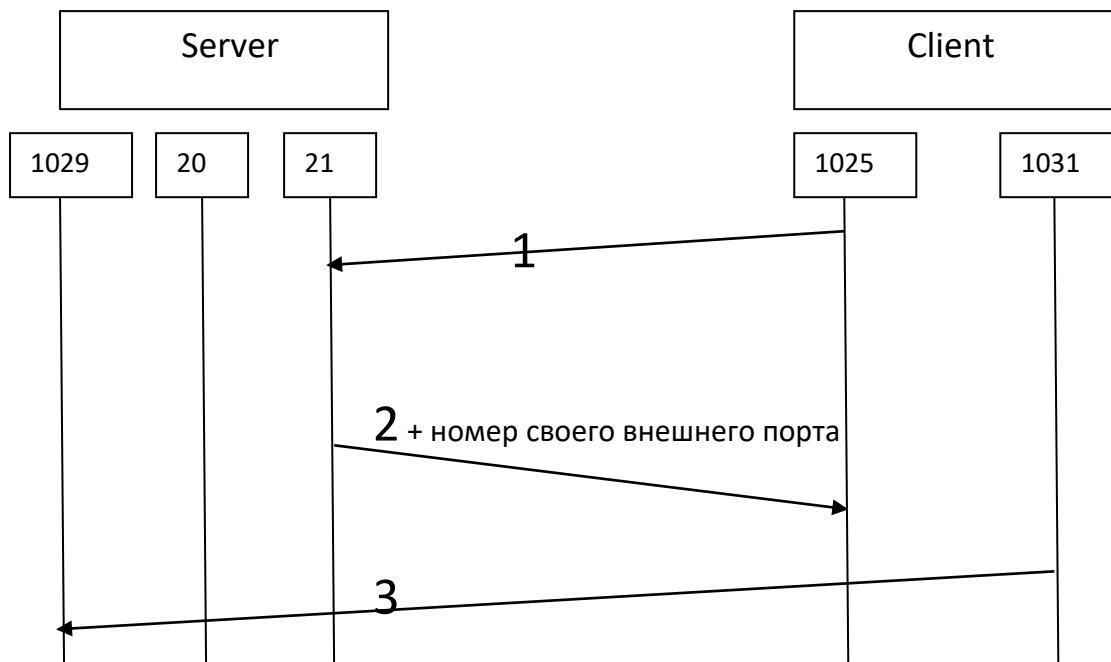 Server
Client
1029
20
21
1025
1031
1
2 + номер своего внешнего порта
3